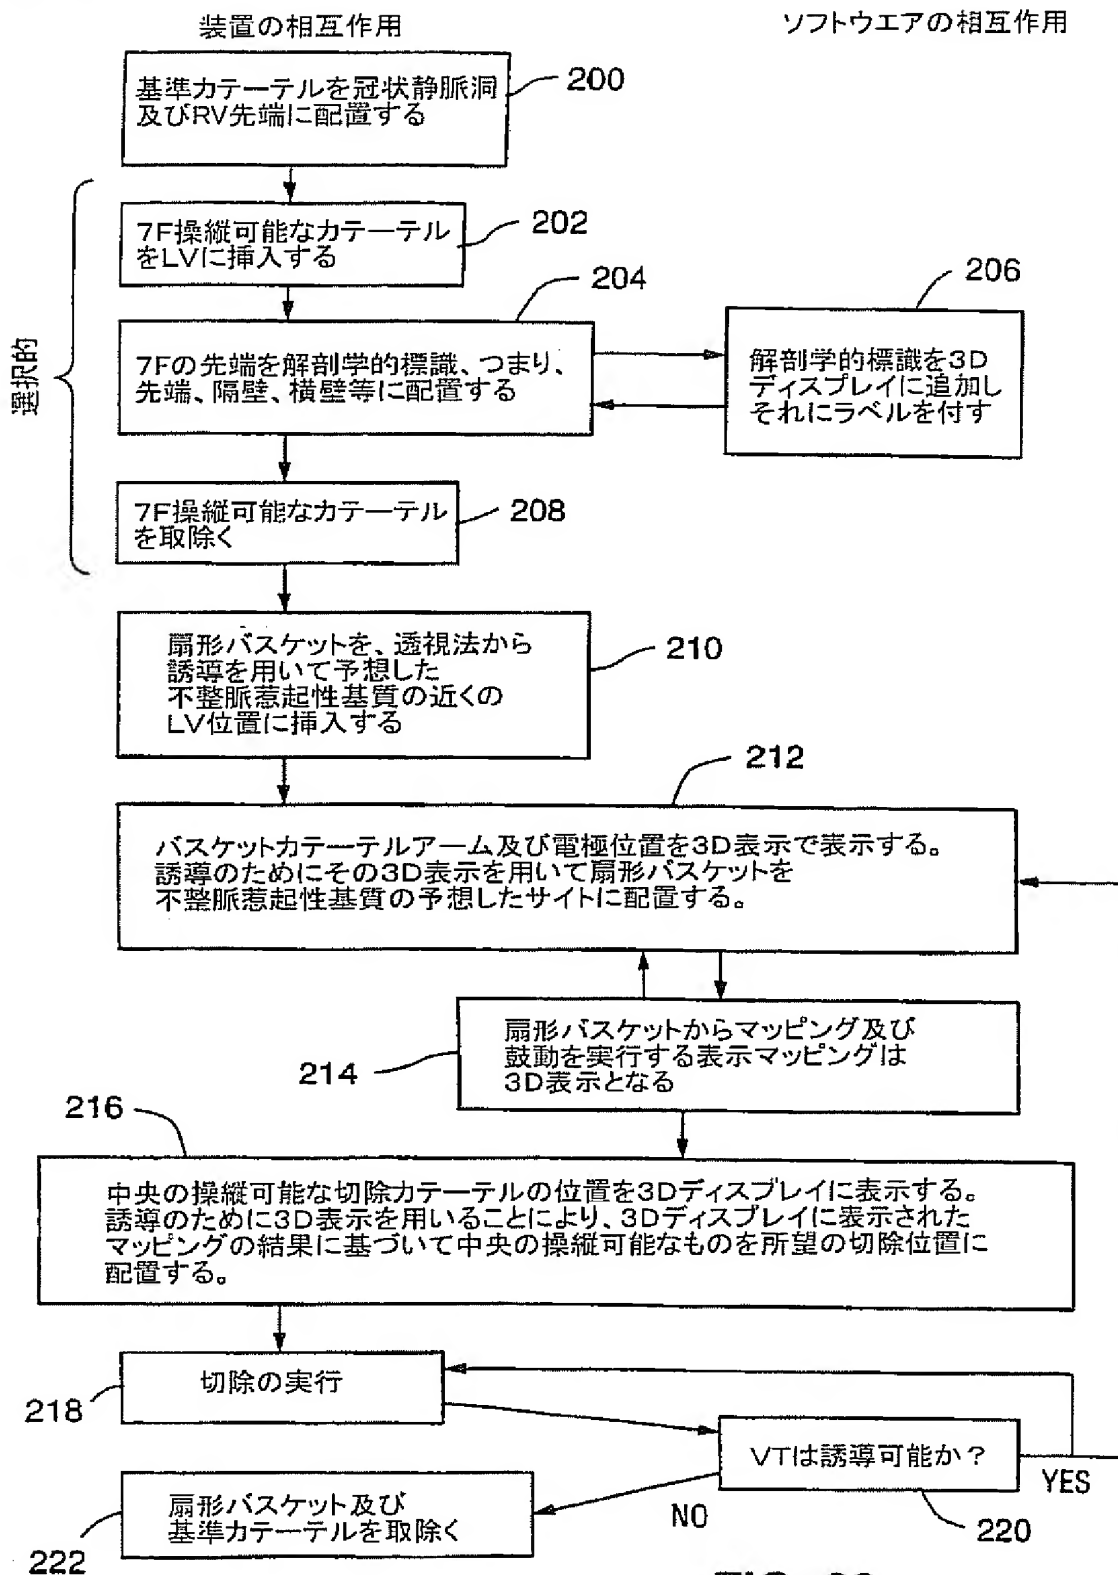 装置の相互作用
ソフトウエアの相互作用
基準カテーテルを冠状静脈洞
及びRV先端に配置する
200
選択的
7F操縦可能なカテーテル
をLVに挿入する
202
204
7Fの先端を解剖学的標識、つまり、
先端、隔壁、横壁等に配置する
206
解剖学的標識を3D
ディスプレイに追加し
それにラベルを付す
7F操縦可能なカテーテル
を取除く
208
扇形バスケットを、透視法から
誘導を用いて予想した
不整脈惹起性基質の近くの
LV位置に挿入する
210
212
バスケットカテーテルアーム及び電極位置を3D表示で表示する。
誘導のためにその3D表示を用いて扇形バスケットを
不整脈惹起性基質の予想したサイトに配置する。
扇形バスケットからマッピング及び
鼓動を実行する表示マッピングは
3D表示となる
214
216
中央の操縦可能な切除カテーテルの位置を3Dディスプレイに表示する。
誘導のために3D表示を用いることにより、3Dディスプレイに表示された
マッピングの結果に基づいて中央の操縦可能なものを所望の切除位置に
配置する。
切除の実行
218
VTは誘導可能か?
YES
NO
220
扇形バスケット及び
基準カテーテルを取除く
222